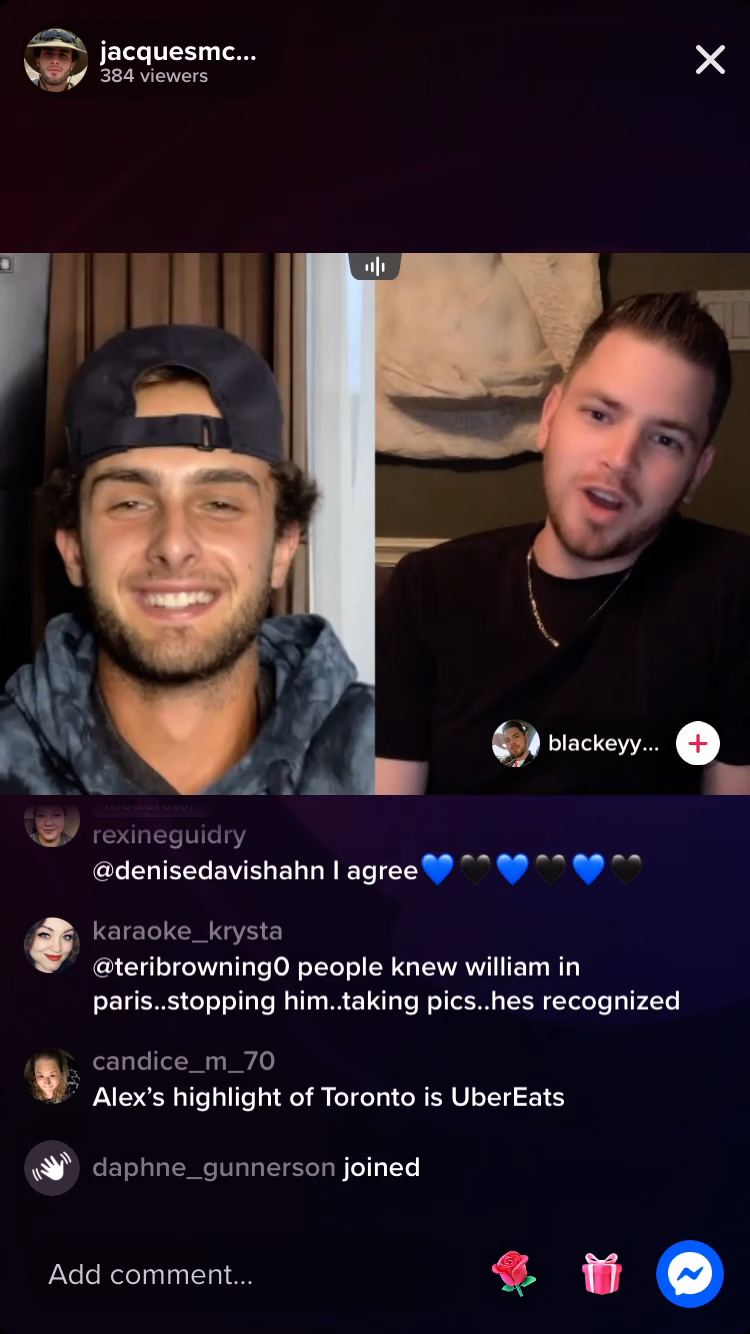 jacquesmc...
384 viewers
blackeyy...
Moderator
rexineguidry
@denisedavishahn I agree💙🖤💙🖤💙🖤
karaoke_krysta
@teribrowning0 people knew william in
paris..stopping him..taking pics..hes recognized
candice_m_70
Alex’s highlight of Toronto is UberEats
daphne_gunnerson joined
Add comment...